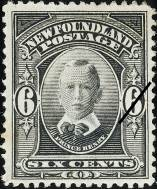 NEWFOUNDLAND
POSTAGE
PRINCE HENRY
6 6
SIX CENTS